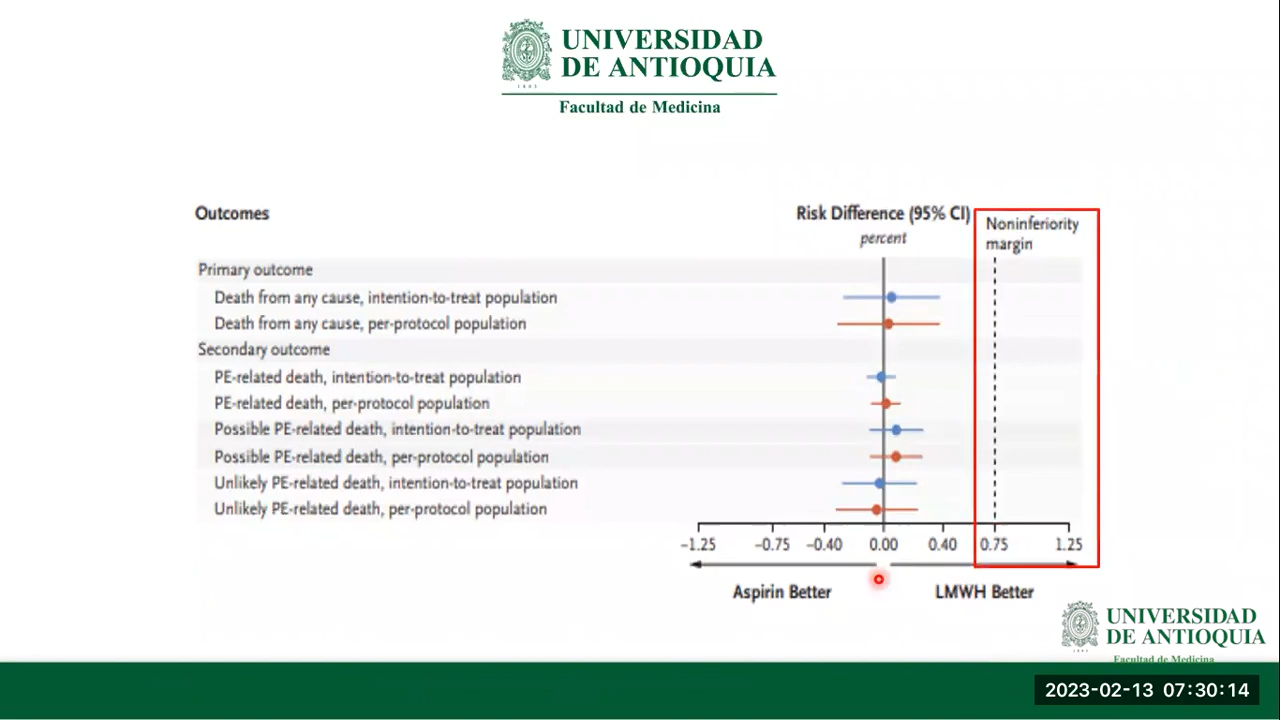 UNIVERSIDAD
DE ANTIOQUIA
1803
Facultad de Medicina
Outcomes
Risk Difference (95% CI)
percent
Noninferiority
margin
Primary outcome
Death from any cause, intention-to-treat population
Death from any cause, per-protocol population
Secondary outcome
PE-related death, intention-to-treat population
PE-related death, per-protocol population
Possible PE-related death, intention-to-treat population
Possible PE-related death, per-protocol population
Unlikely PE-related death, intention-to-treat population
Unlikely PE-related death, per-protocol population
−1.25 −0.75 −0.40 0.00 0.40 0.75 1.25
Aspirin Better LMWH Better
UNIVERSIDAD
DE ANTIOQUIA
Facultad de Medicina
2023-02-13 07:30:14